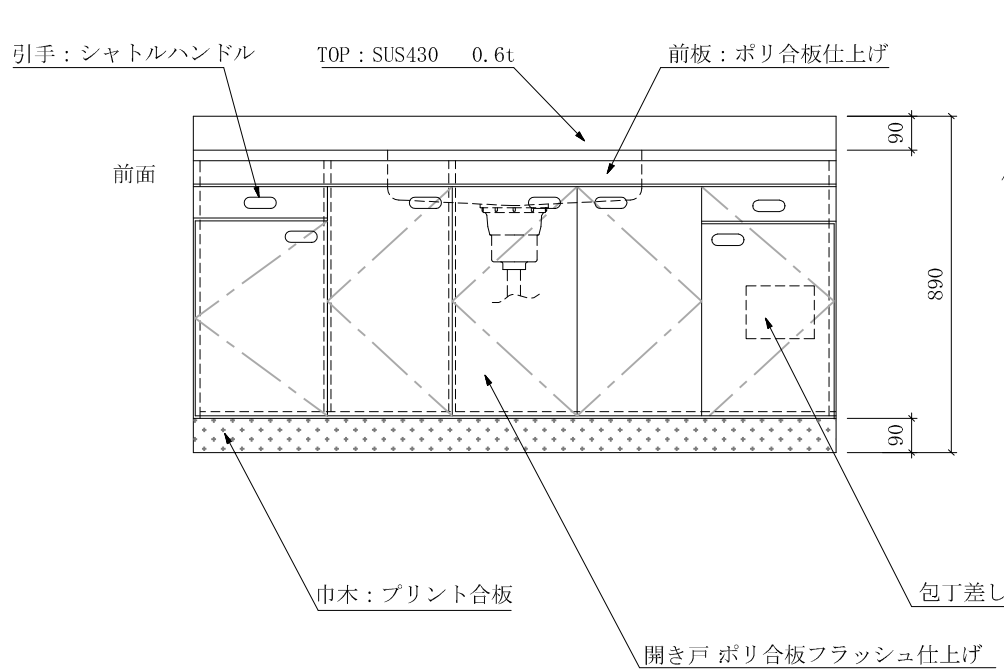 引手：シャトルハンドル
TOP：SUS430　0.6t
前板：ポリ合板仕上げ
90
前面
890
90
巾木：プリント合板
包丁差し
開き戸 ポリ合板フラッシュ仕上げ